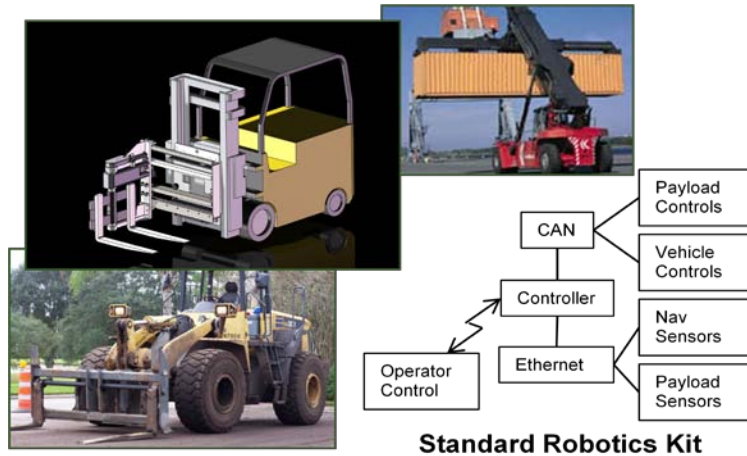 Payload
Controls
CAN
Vehicle
Controls
Controller
Nav
Sensors
Ethernet
Operator
Control
Payload
Sensors
Standard Robotics Kit